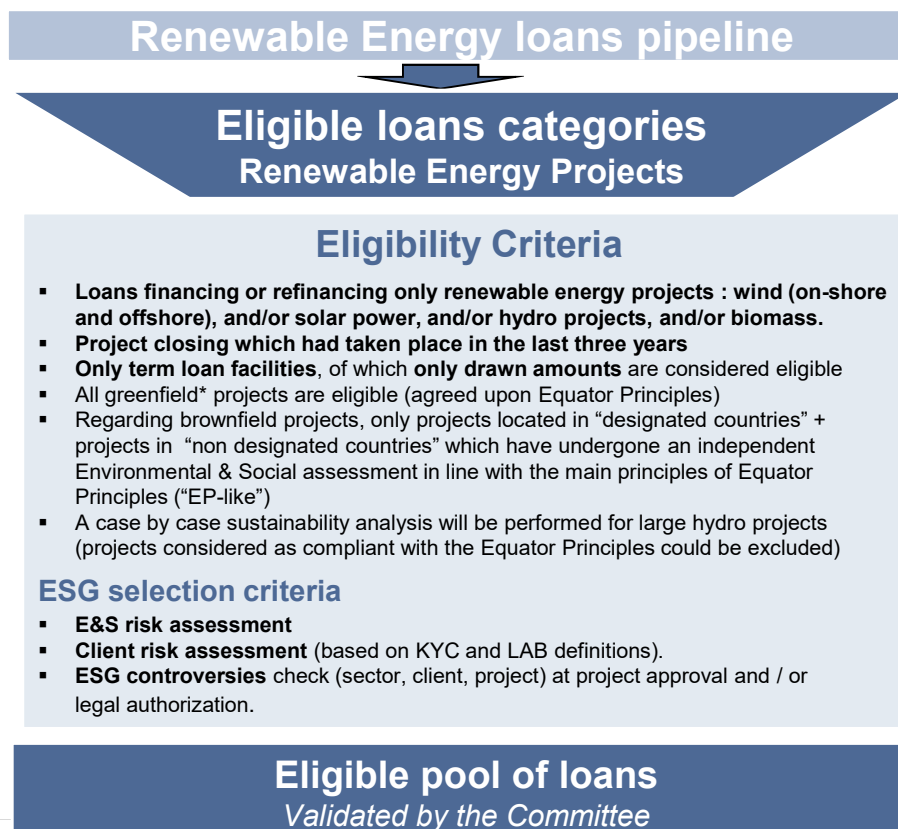 Renewable Energy loans pipeline
Eligible loans categories
Renewable Energy Projects
Eligibility Criteria
▪ Loans financing or refinancing only renewable energy projects : wind (on-shore
and offshore), and/or solar power, and/or hydro projects, and/or biomass.
▪ Project closing which had taken place in the last three years
▪ Only term loan facilities, of which only drawn amounts are considered eligible
▪ All greenfield* projects are eligible (agreed upon Equator Principles)
▪ Regarding brownfield projects, only projects located in “designated countries” +
projects in “non designated countries” which have undergone an independent
Environmental & Social assessment in line with the main principles of Equator
Principles (“EP-like”)
▪ A case by case sustainability analysis will be performed for large hydro projects
(projects considered as compliant with the Equator Principles could be excluded)
ESG selection criteria
▪ E&S risk assessment
▪ Client risk assessment (based on KYC and LAB definitions).
▪ ESG controversies check (sector, client, project) at project approval and / or
legal authorization.
Eligible pool of loans
Validated by the Committee